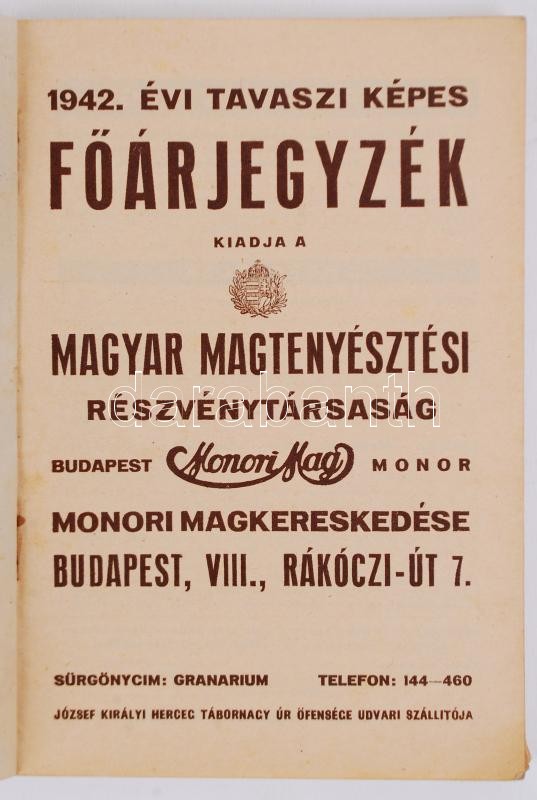 1942. ÉVI TAVASZI KÉPES
FŐÁRJEGYZÉK
KIADJA A
MAGYAR MAGTENYÉSZTÉSI
darabanth
RÉSZVÉNYTÁRSASÁG
BUDAPEST Monori Mag MONOR
MONORI MAGKERESKEDÉSE
BUDAPEST, VIII., RÁKÓCZI-ÚT 7.
SÜRGÖNYCIM: GRANARIUM TELEFON: 144—460
JÓZSEF KIRÁLYI HERCEG TÁBORNAGY ÚR ŐFENSÉGE UDVARI SZÁLLITÓJA